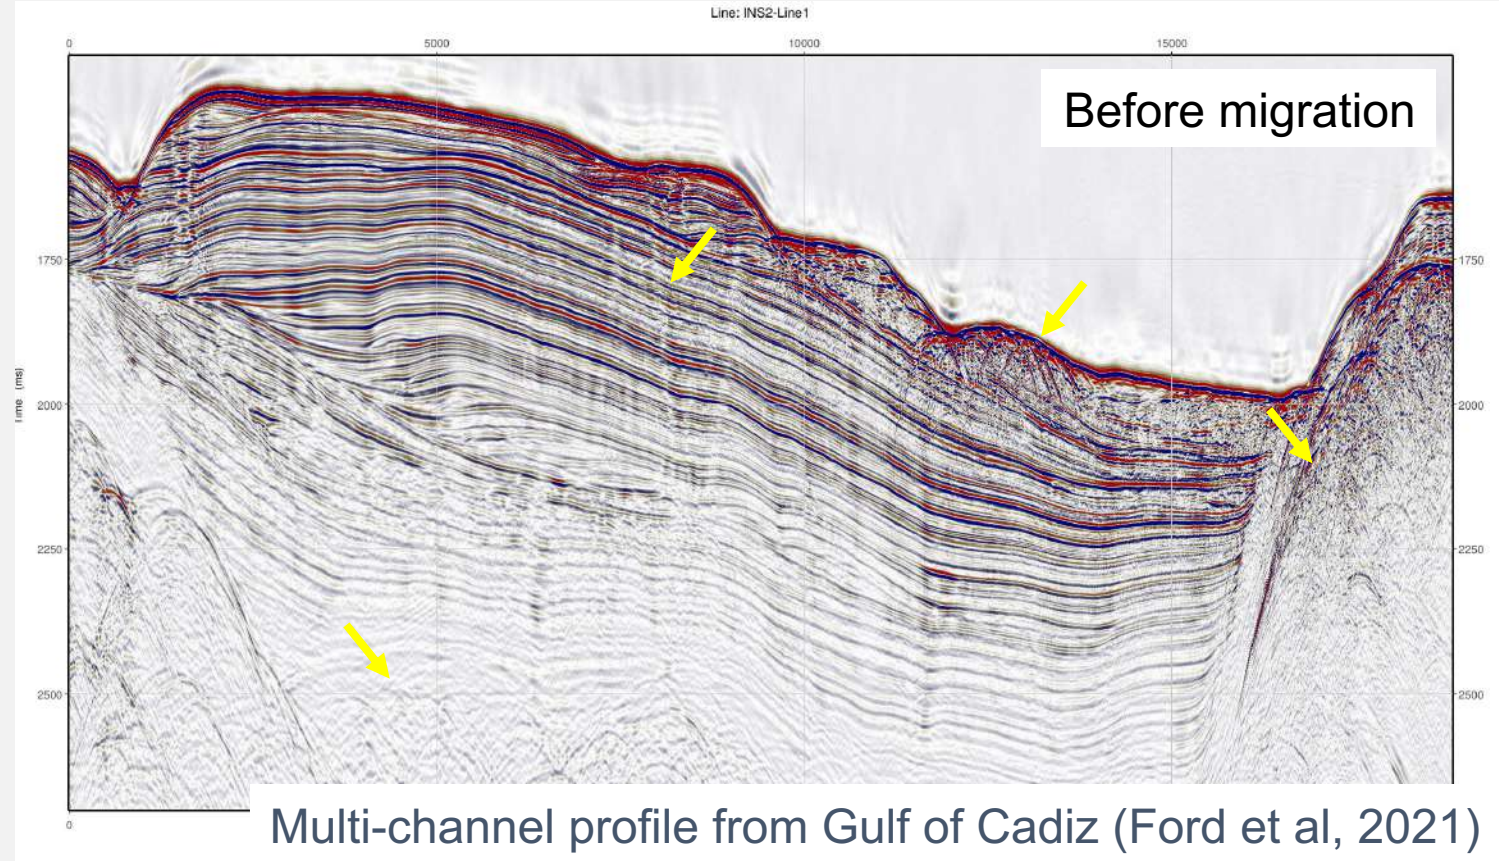 Line: INS2-Line1
0 5000 10000 15000
Before migration
1750 1750
Time (ms)
2000 2000
2250 2250
2500 2500
0
Multi-channel profile from Gulf of Cadiz (Ford et al, 2021)